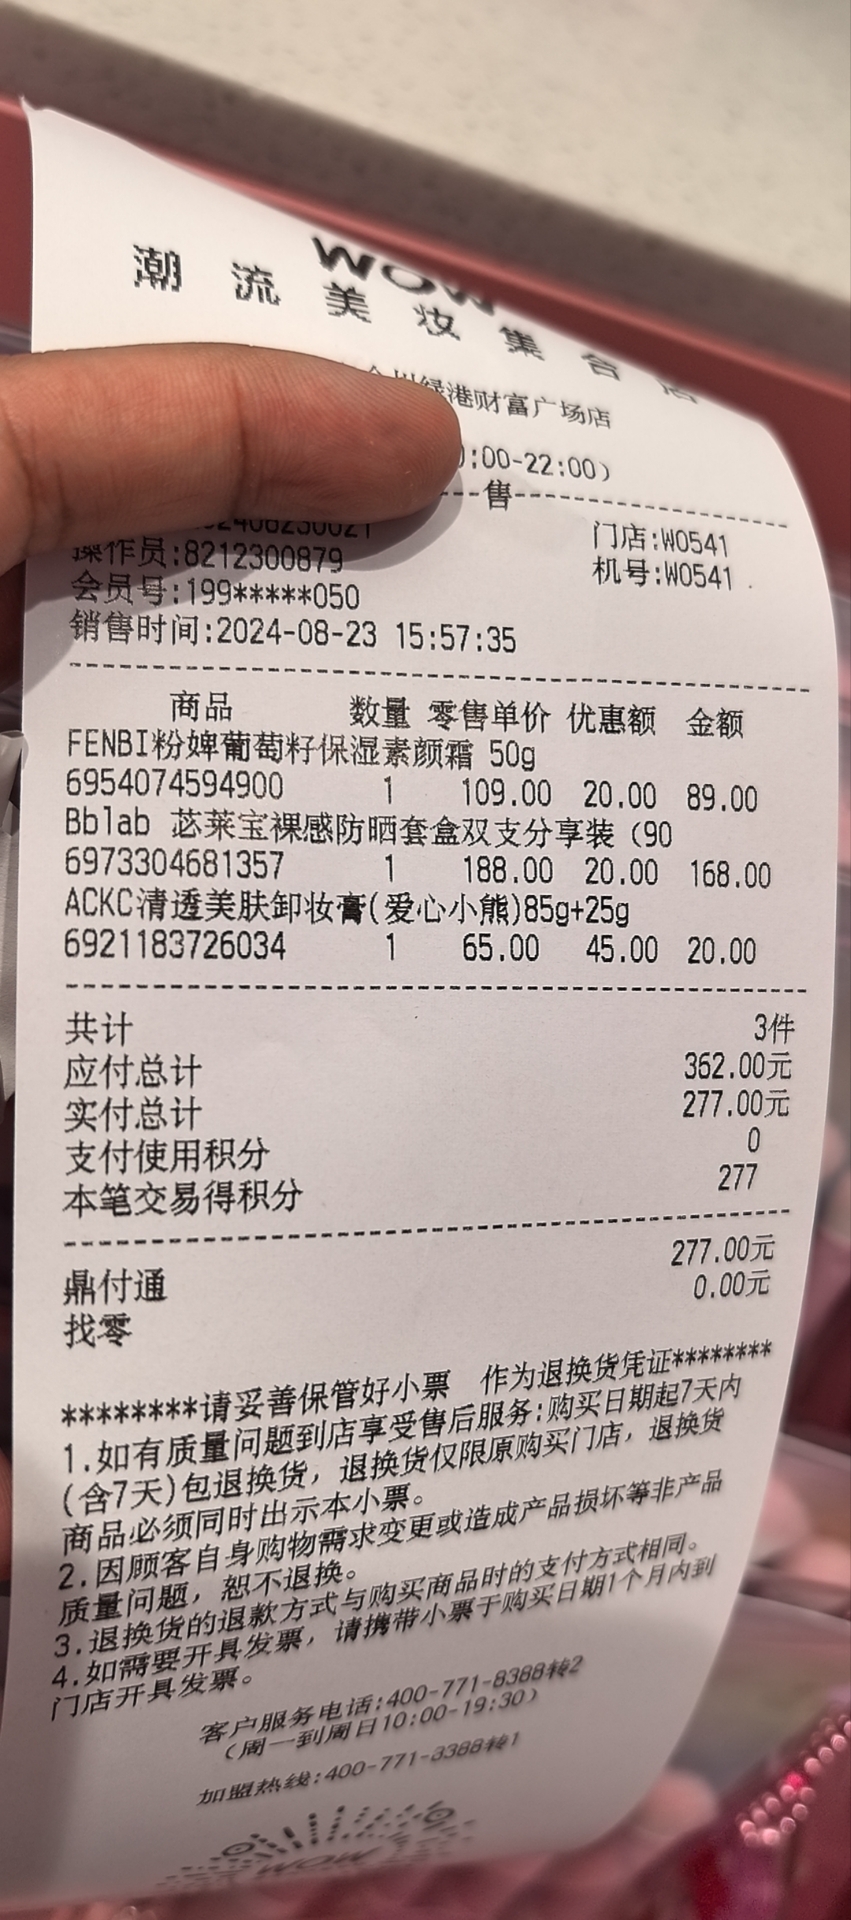 WOW
潮流美妆集合店
绿港财富广场店
:00-22:00)
---售---------------------
门店:W0541
操作员:8212300879
机号:W0541
会员号:199*****050
销售时间:2024-08-23 15:57:35
商品 数量 零售单价 优惠额 金额
FENBI粉婢葡萄籽保湿素颜霜 50g
6954074594900 1 109.00 20.00 89.00
Bblab 苾莱宝裸感防晒套盒双支分享装（90
6973304681357 1 188.00 20.00 168.00
ACKC清透美肤卸妆膏(爱心小熊)85g+25g
6921183726034 1 65.00 45.00 20.00
共计 3件
应付总计 362.00元
实付总计 277.00元
支付使用积分 0
本笔交易得积分 277
鼎付通 277.00元
找零 0.00元
********请妥善保管好小票 作为退换货凭证********
1.如有质量问题到店享受售后服务:购买日期起7天内
(含7天)包退换货，退换货仅限原购买门店，退换货
商品必须同时出示本小票。
2.因顾客自身购物需求变更或造成产品损坏等非产品
质量问题，恕不退换。
3.退换货的退款方式与购买商品时的支付方式相同。
4.如需要开具发票，请携带小票于购买日期1个月内到
门店开具发票。
客户服务电话:400-771-8388转2
（周一到周日10:00-19:30）
加盟热线:400-771-3388转1
WOW